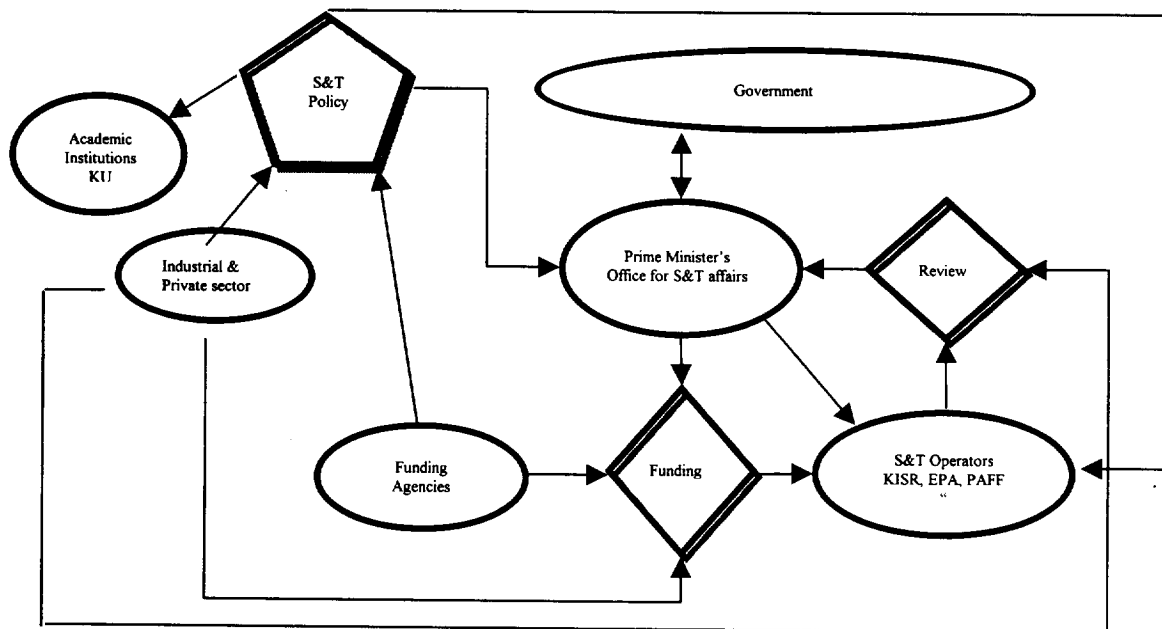 S&T
Policy
Government
Academic
Institutions
KU
Prime Minister's
Office for S&T affairs
Review
Industrial &
Private sector
Funding
Agencies
Funding
S&T Operators
KISR, EPA, PAFF
“